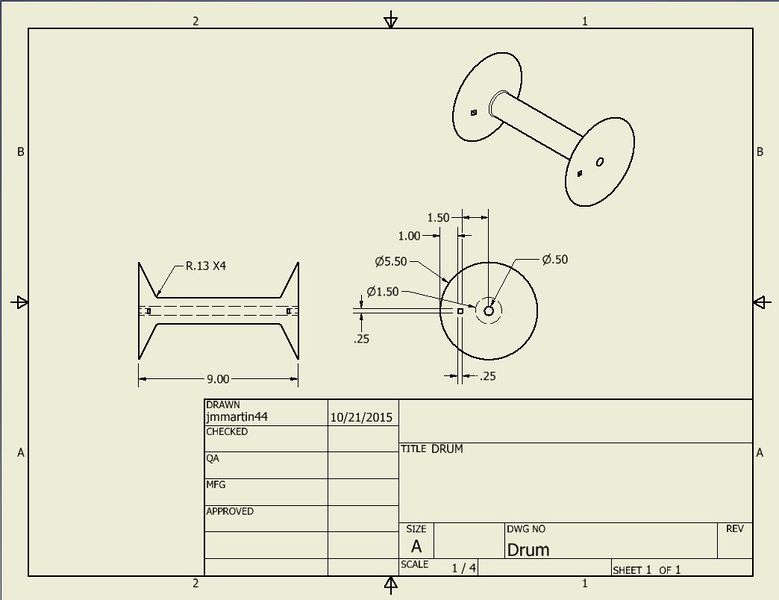 2 1
B B
1.50
1.00
Ø5.50
Ø.50
R.13 X4
Ø1.50
.25
.25
9.00
A A
DRAWN
jmmartin44 10/21/2015
CHECKED
QA
MFG
APPROVED
TITLE DRUM
SIZE DWG NO REV
A Drum
SCALE 1 / 4 SHEET 1 OF 1
2 1